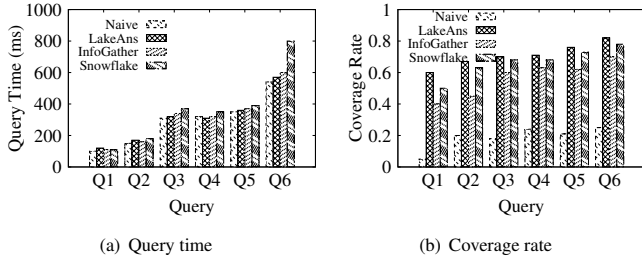 1000
800
600
400
200
0
Query Time (ms)
Naive
LakeAns
InfoGather
Snowflake
Q1 Q2 Q3 Q4 Q5 Q6
Query
(a) Query time
1
0.8
0.6
0.4
0.2
0
Coverage Rate
Naive
LakeAns
InfoGather
Snowflake
Q1 Q2 Q3 Q4 Q5 Q6
Query
(b) Coverage rate